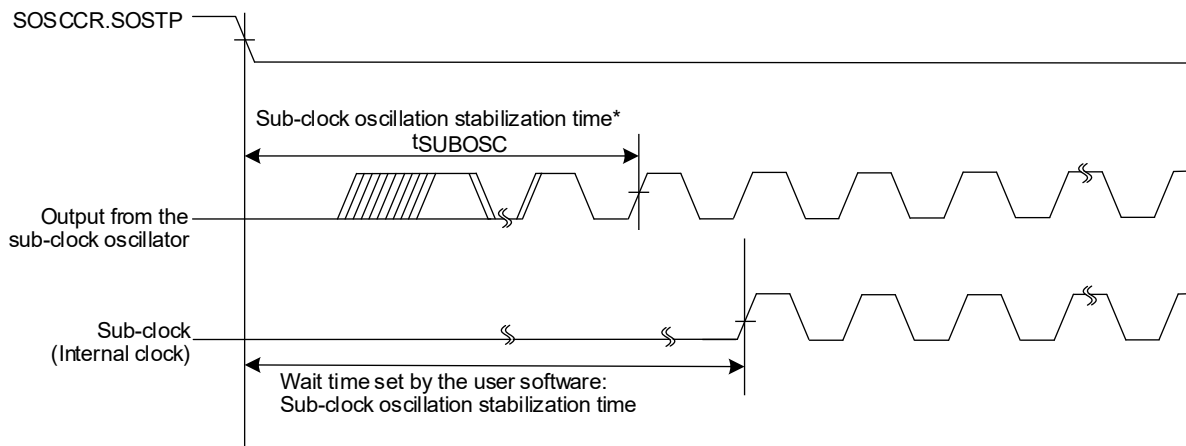 SOSCCR.SOSTP
Sub-clock oscillation stabilization time*
tSUBOSC
Output from the
sub-clock oscillator
Sub-clock
(Internal clock)
Wait time set by the user software:
Sub-clock oscillation stabilization time